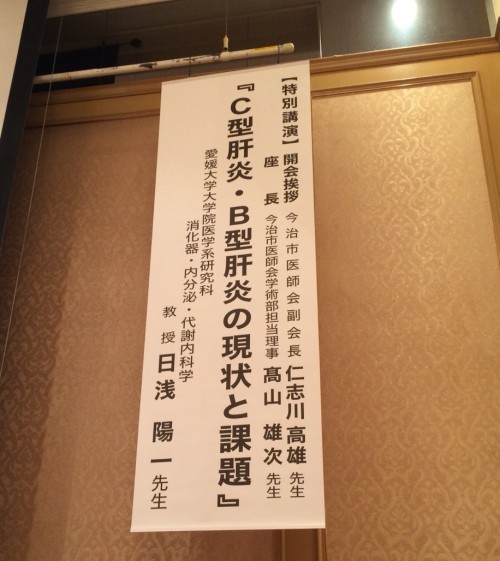 【特別講演】 開会挨拶 今治市医師会副会長 仁志川 高雄 先生
座長 今治市医師会学術部担当理事 髙山 雄次 先生
『C型肝炎・B型肝炎の現状と課題』
愛媛大学大学院医学系研究科
消化器・内分泌・代謝内科学
教授 日浅 陽一 先生